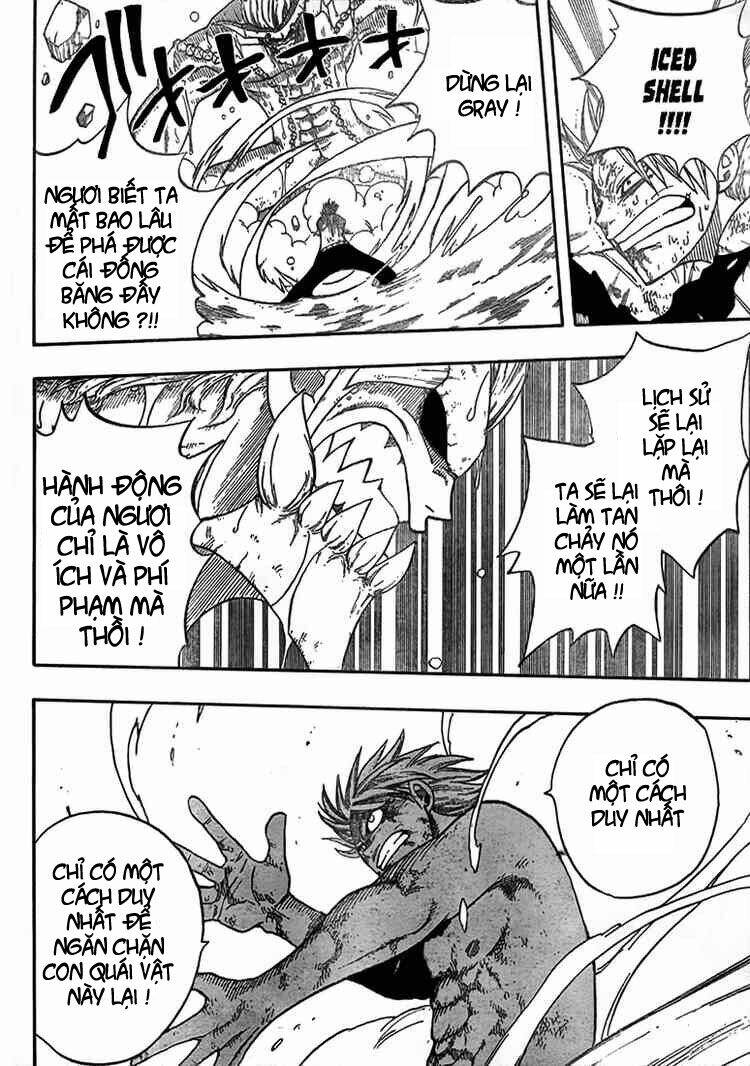 ICED
SHELL
!!!!
DỪNG LẠI
GRAY !
NGƯƠI BIẾT TA
MẤT BAO LÂU
ĐỂ PHÁ ĐƯỢC
CÁI ĐỐNG
BĂNG ĐẤY
KHÔNG ?!!
LỊCH SỬ
SẼ LẠI
LẶP LẠI
MÀ
THÔI !
TA SẼ LẠI
LÀM TAN
CHẢY NÓ
MỘT LẦN
NỮA !!
HÀNH ĐỘNG
CỦA NGƯƠI
CHỈ LÀ VÔ
ÍCH VÀ PHÍ
PHẠM MÀ
THÔI !
CHỈ CÓ
MỘT CÁCH
DUY NHẤT
CHỈ CÓ MỘT
CÁCH DUY
NHẤT ĐỂ
NGĂN CHẶN
CON QUÁI VẬT
NÀY LẠI !